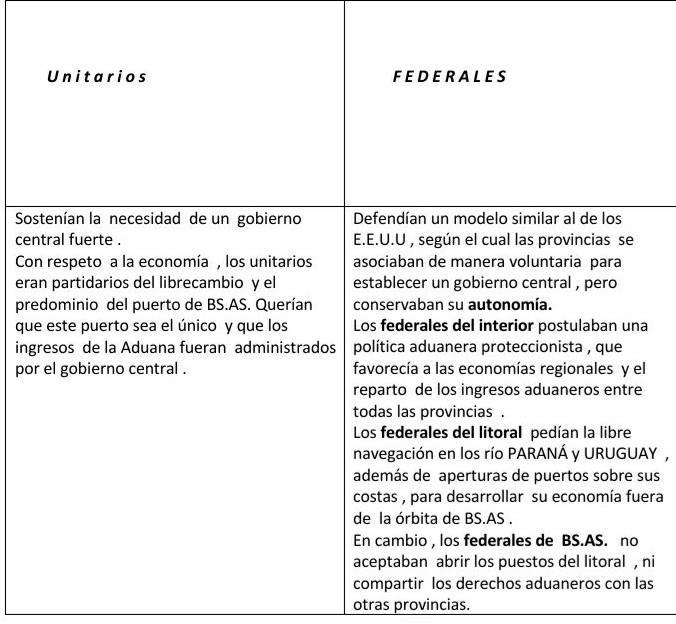 Unitarios
FEDERALES
Sostenían la necesidad de un gobierno
central fuerte .
Con respeto a la economía , los unitarios
eran partidarios del librecambio y el
predominio del puerto de BS.AS. Querían
que este puerto sea el único y que los
ingresos de la Aduana fueran administrados
por el gobierno central .
Defendían un modelo similar al de los
E.E.U.U , según el cual las provincias se
asociaban de manera voluntaria para
establecer un gobierno central , pero
conservaban su autonomía.
Los federales del interior postulaban una
política aduanera proteccionista , que
favorecía a las economías regionales y el
reparto de los ingresos aduaneros entre
todas las provincias .
Los federales del litoral pedían la libre
navegación en los río PARANÁ y URUGUAY ,
además de aperturas de puertos sobre sus
costas , para desarrollar su economía fuera
de la órbita de BS.AS .
En cambio , los federales de BS.AS. no
aceptaban abrir los puestos del litoral , ni
compartir los derechos aduaneros con las
otras provincias.